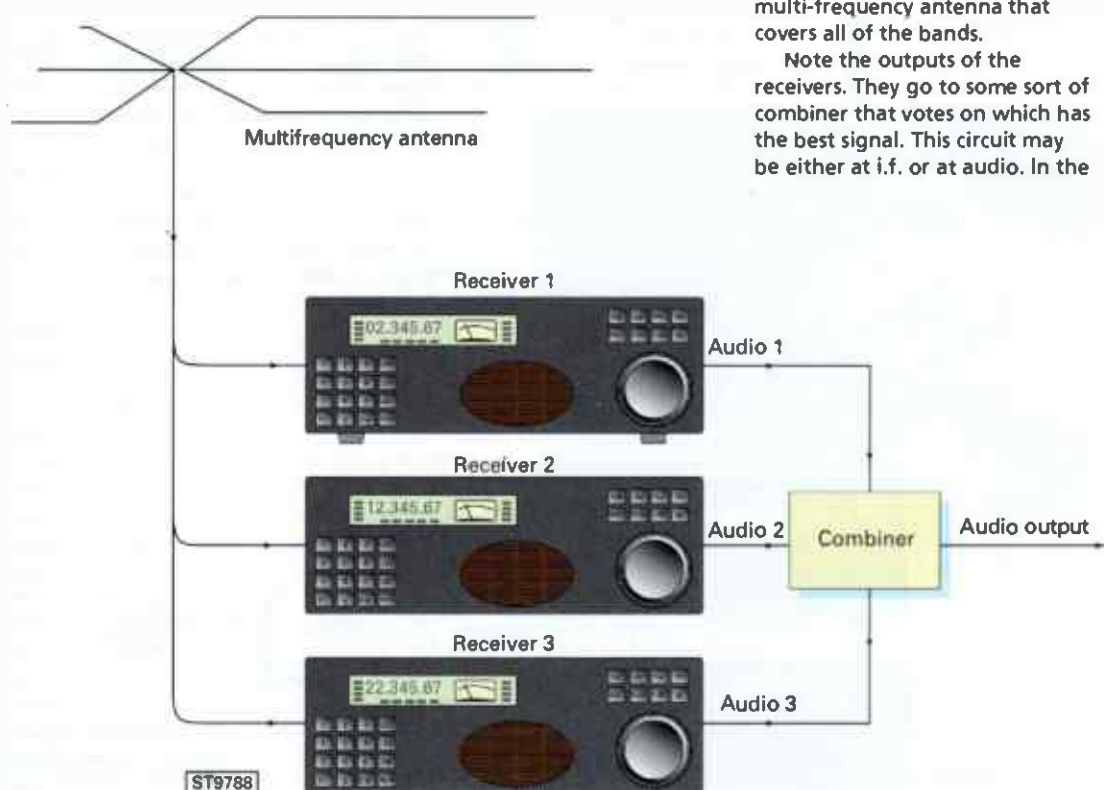 multi-frequency antenna that
covers all of the bands.
Note the outputs of the
receivers. They go to some sort of
combiner that votes on which has
the best signal. This circuit may
be either at i.f. or at audio. In the
Multifrequency antenna
Receiver 1
02.345.67
Audio 1
Receiver 2
12.345.67
Audio 2
Combiner
Audio output
Receiver 3
22.345.67
Audio 3
ST9788